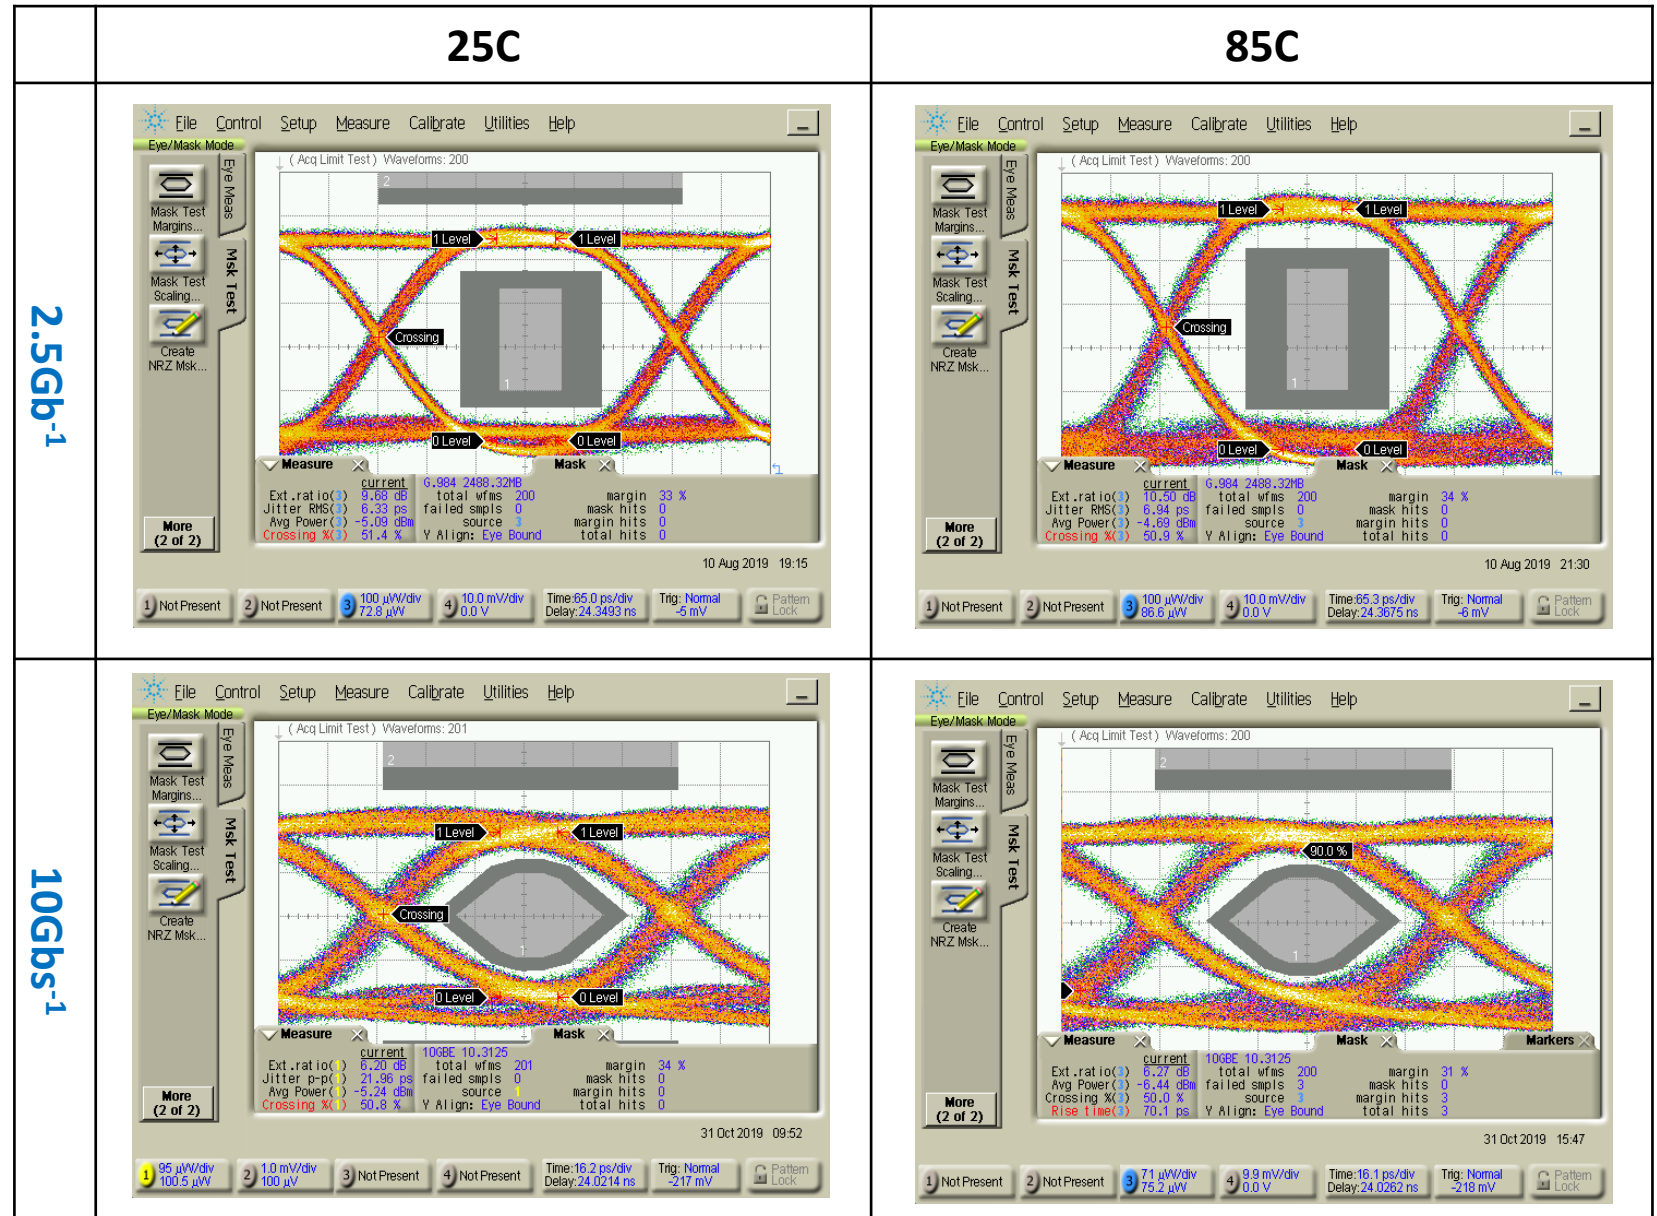 25C
85C
2.5Gb-1
File Control Setup Measure Calibrate Utilities Help
Eye/Mask Mode
(Acq Limit Test) Waveforms: 200
Eye Meas
Msk Test
Mask Test
Margins...
Mask Test
Scaling...
Create
NRZ Msk...
More
(2 of 2)
2
1 Level 1 Level
Crossing
1
0 Level 0 Level
Measure Mask
current G.984 2488.32MB
Ext.ratio(3) 9.68 dB total wfms 200 margin 33 %
Jitter RMS(3) 6.33 ps failed smpls 0 mask hits 0
Avg Power(3) -5.09 dBm source 3 margin hits 0
Crossing %(3) 51.4 % Y Align: Eye Bound total hits 0
10 Aug 2019 19:15
1) Not Present 2) Not Present 3) 100 µW/div 4) 10.0 mV/div Time:65.0 ps/div Trig: Normal Pattern
72.8 µW 0.0 V Delay:24.3493 ns -5 mV Lock
File Control Setup Measure Calibrate Utilities Help
Eye/Mask Mode
(Acq Limit Test) Waveforms: 200
Eye Meas
Msk Test
Mask Test
Margins...
Mask Test
Scaling...
Create
NRZ Msk...
More
(2 of 2)
1 Level 1 Level
Crossing
1
0 Level 0 Level
Measure Mask
current G.984 2488.32MB
Ext.ratio(3) 10.50 dB total wfms 200 margin 34 %
Jitter RMS(3) 6.94 ps failed smpls 0 mask hits 0
Avg Power(3) -4.69 dBm source 3 margin hits 0
Crossing %(3) 50.9 % Y Align: Eye Bound total hits 0
10 Aug 2019 21:30
1) Not Present 2) Not Present 3) 100 µW/div 4) 10.0 mV/div Time:65.3 ps/div Trig: Normal Pattern
86.6 µW 0.0 V Delay:24.3675 ns -6 mV Lock
10Gbs-1
File Control Setup Measure Calibrate Utilities Help
Eye/Mask Mode
(Acq Limit Test) Waveforms: 201
Eye Meas
Msk Test
Mask Test
Margins...
Mask Test
Scaling...
Create
NRZ Msk...
More
(2 of 2)
2
1 Level 1 Level
Crossing
1
0 Level 0 Level
Measure Mask
current 10GBE 10.3125
Ext.ratio(1) 6.20 dB total wfms 201 margin 34 %
Jitter p-p(1) 21.96 ps failed smpls 0 mask hits 0
Avg Power(1) -5.24 dBm source 1 margin hits 0
Crossing %(1) 50.8 % Y Align: Eye Bound total hits 0
31 Oct 2019 09:52
1) 95 µW/div 2) 1.0 mV/div 3) Not Present 4) Not Present Time:16.2 ps/div Trig: Normal Pattern
100.5 µW 100 µV Delay:24.0214 ns -217 mV Lock
File Control Setup Measure Calibrate Utilities Help
Eye/Mask Mode
(Acq Limit Test) Waveforms: 200
Eye Meas
Msk Test
Mask Test
Margins...
Mask Test
Scaling...
Create
NRZ Msk...
More
(2 of 2)
2
90.0 %
1
Measure Mask Markers
current 10GBE 10.3125
Ext.ratio(3) 6.27 dB total wfms 200 margin 31 %
Avg Power(3) -6.44 dBm failed smpls 3 mask hits 0
Crossing %(3) 50.0 % source 3 margin hits 3
Rise time(3) 70.1 ps Y Align: Eye Bound total hits 3
31 Oct 2019 15:47
1) Not Present 2) Not Present 3) 71 µW/div 4) 9.9 mV/div Time:16.1 ps/div Trig: Normal Pattern
75.2 µW 0.0 V Delay:24.0262 ns -218 mV Lock